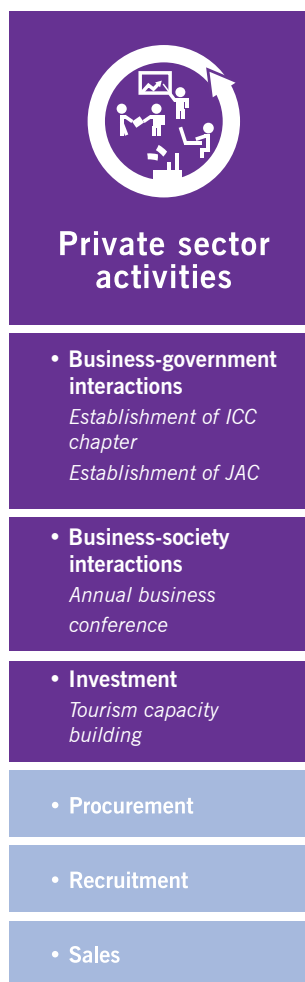 Private sector
activities
• Business-government
interactions
Establishment of ICC
chapter
Establishment of JAC
• Business-society
interactions
Annual business
conference
• Investment
Tourism capacity
building
• Procurement
• Recruitment
• Sales